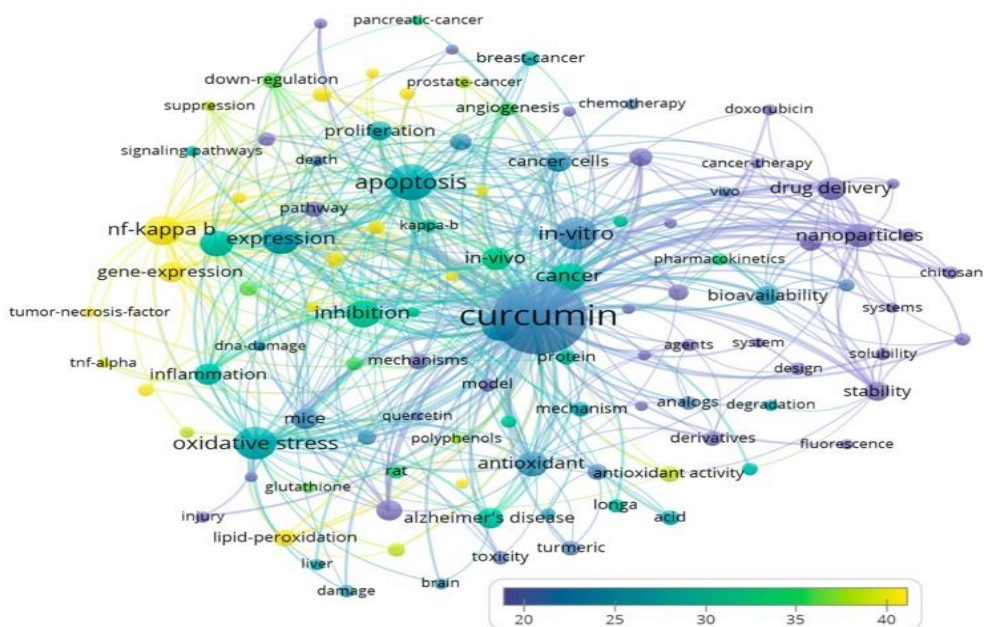 pancreatic-cancer
breast-cancer
down-regulation
prostate-cancer
suppression
angiogenesis
chemotherapy
doxorubicin
proliferation
signaling pathways
death
cancer cells
cancer-therapy
apoptosis
vivo
drug delivery
pathway
kappa-b
nf-kappa b
expression
in-vitro
nanoparticles
in-vivo
pharmacokinetics
gene-expression
cancer
chitosan
bioavailability
tumor-necrosis-factor
inhibition
curcumin
systems
dna-damage
agents
system
tnf-alpha
mechanisms
protein
solubility
inflammation
design
model
stability
mice
quercetin
mechanism
analogs
degradation
oxidative stress
polyphenols
derivatives
fluorescence
antioxidant
rat
antioxidant activity
glutathione
longa
injury
alzheimer's disease
acid
lipid-peroxidation
turmeric
liver
toxicity
brain
damage
20 25 30 35 40